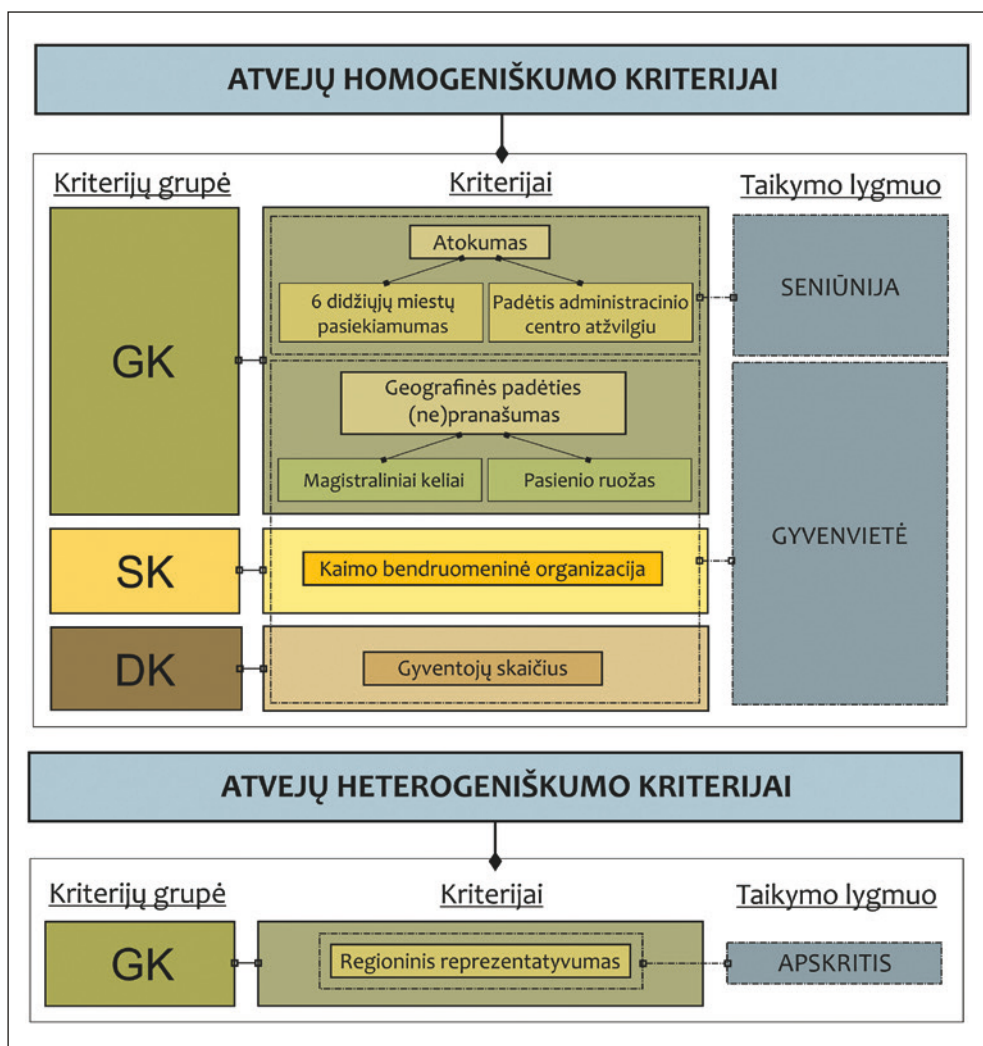 ATVEJŲ HOMOGENIŠKUMO KRITERIJAI
Kriterijų grupė
Kriterijai
Taikymo lygmuo
GK
Atokumas
6 didžiųjų miestų
pasiekiamumas
Padėtis administracinio
centro atžvilgiu
SENIŪNIJA
Geografinės padėties
(ne)pranašumas
Magistraliniai keliai
Pasienio ruožas
GYVENVIETĖ
SK
Kaimo bendruomeninė organizacija
DK
Gyventojų skaičius
ATVEJŲ HETEROGENIŠKUMO KRITERIJAI
Kriterijų grupė
Kriterijai
Taikymo lygmuo
GK
Regioninis reprezentatyvumas
APSKRITIS